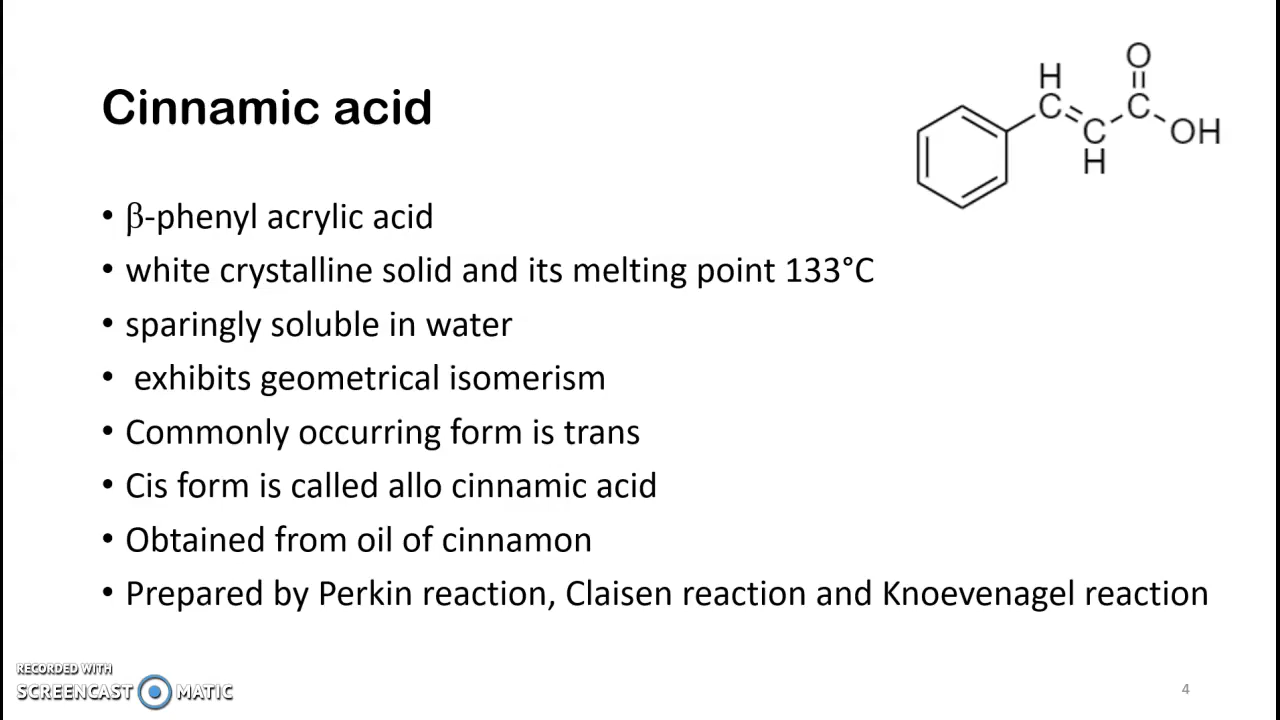 Cinnamic acid
H
O
C
C
C
OH
H
• β-phenyl acrylic acid
• white crystalline solid and its melting point 133°C
• sparingly soluble in water
• exhibits geometrical isomerism
• Commonly occurring form is trans
• Cis form is called allo cinnamic acid
• Obtained from oil of cinnamon
• Prepared by Perkin reaction, Claisen reaction and Knoevenagel reaction
RECORDED WITH
SCREENCAST MATIC
4